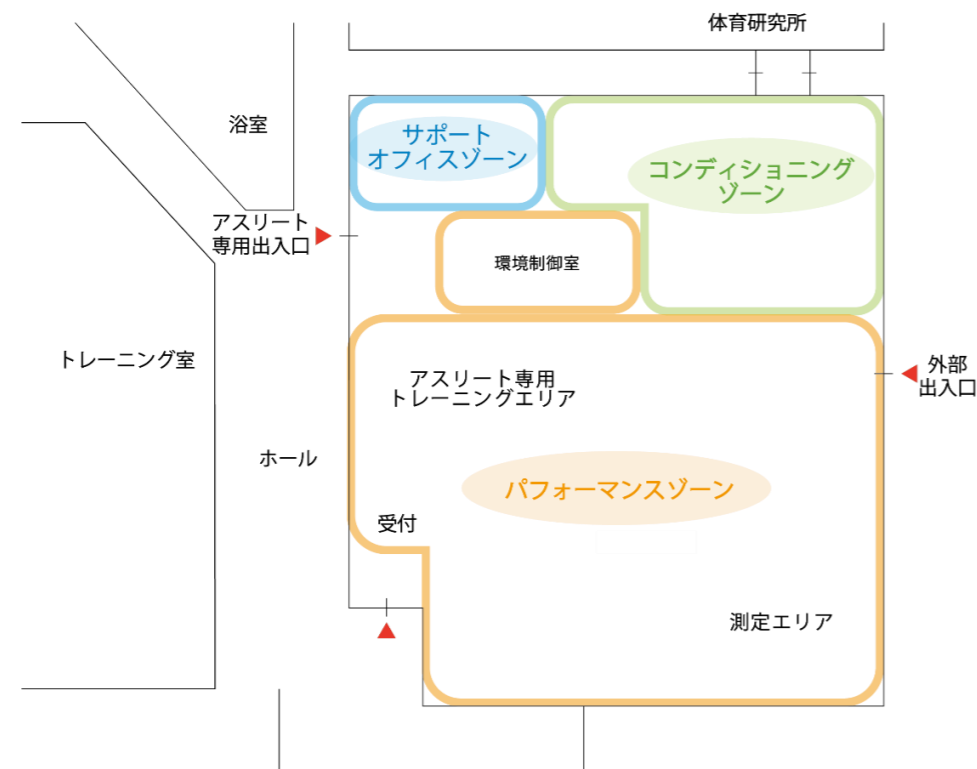 体育研究所
浴室
サポート
オフィスゾーン
コンディショニング
ゾーン
アスリート
専用出入口
環境制御室
トレーニング室
アスリート専用
トレーニングエリア
外部
出入口
ホール
パフォーマンスゾーン
受付
測定エリア